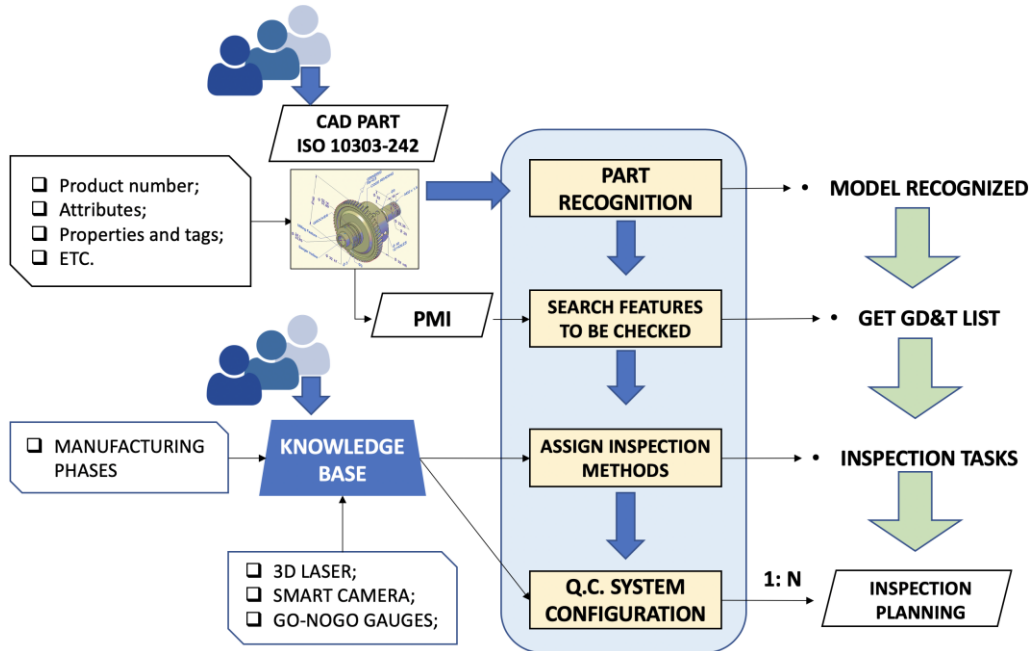 CAD PART
ISO 10303-242
Product number;
Attributes;
Properties and tags;
ETC.
PART
RECOGNITION
MODEL RECOGNIZED
PMI
SEARCH FEATURES
TO BE CHECKED
GET GD&T LIST
MANUFACTURING
PHASES
KNOWLEDGE
BASE
ASSIGN INSPECTION
METHODS
INSPECTION TASKS
3D LASER;
SMART CAMERA;
GO-NOGO GAUGES;
Q.C. SYSTEM
CONFIGURATION
1: N
INSPECTION
PLANNING